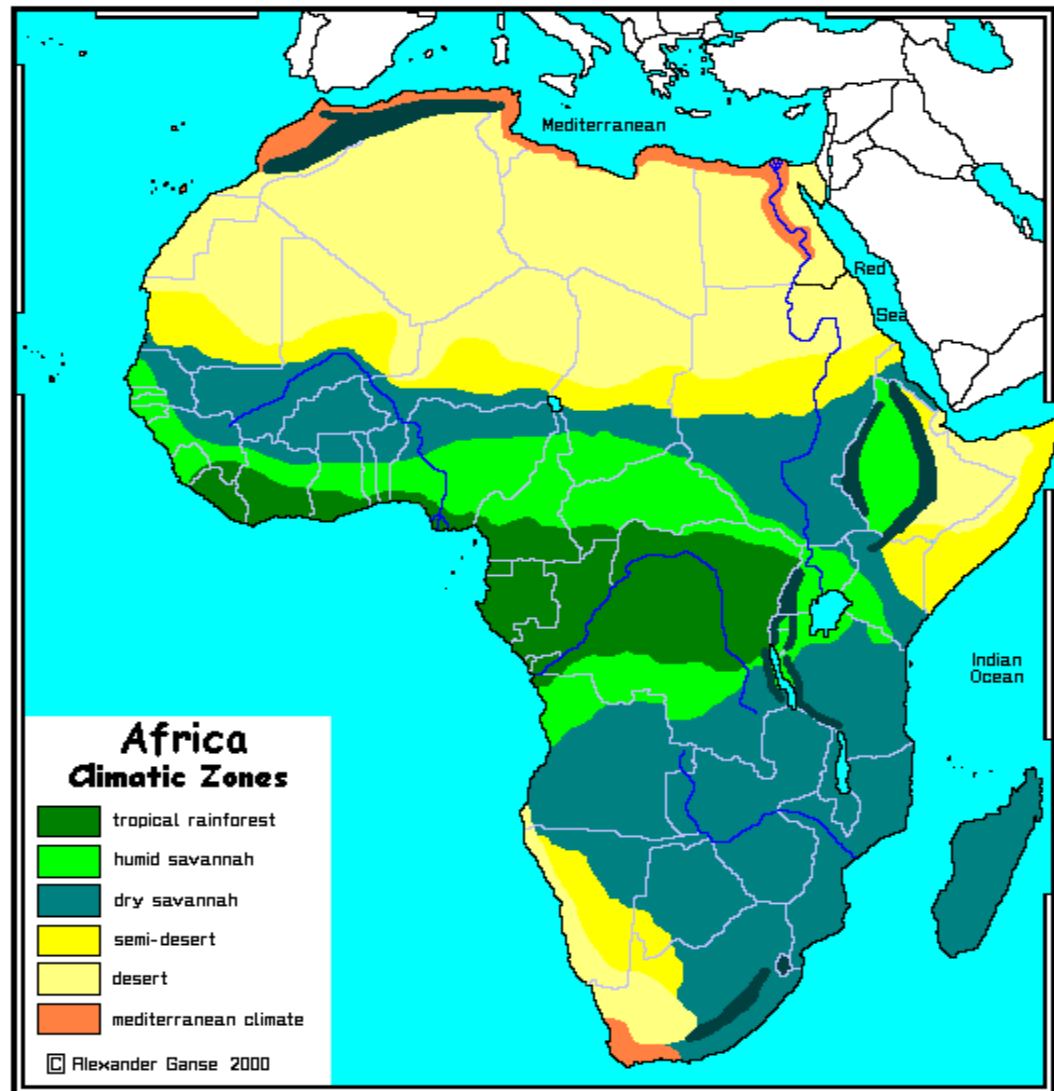 Mediterranean
Red
Sea
Indian
Ocean
Africa
Climatic Zones
tropical rainforest
humid savannah
dry savannah
semi-desert
desert
mediterranean climate
C Alexander Ganse 2000